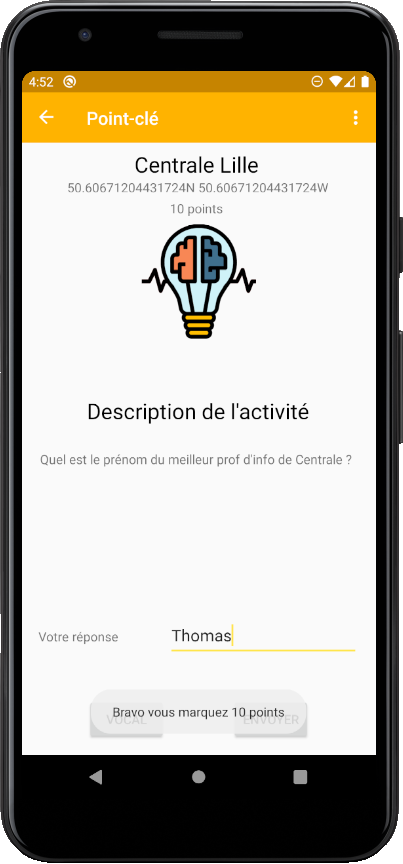 4:52
Point-clé
Centrale Lille
50.60671204431724N 50.60671204431724W
10 points
Description de l'activité
Quel est le prénom du meilleur prof d'info de Centrale ?
Votre réponse
Thomas
Bravo vous marquez 10 points
VOCAL
ENVOYER